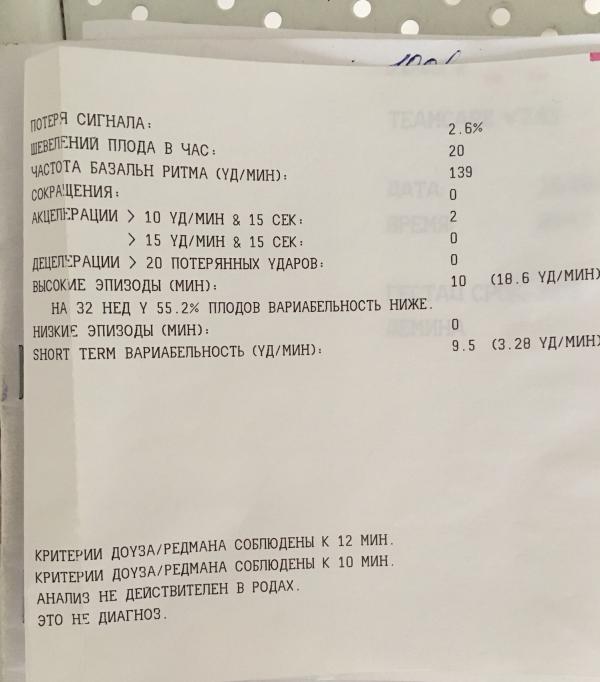 ПОТЕРЯ СИГНАЛА: 2.6%
ШЕВЕЛЕНИЙ ПЛОДА В ЧАС: 20
ЧАСТОТА БАЗАЛЬН РИТМА (УД/МИН): 139
СОКРАЩЕНИЯ: 0
АКЦЕЛЕРАЦИИ > 10 УД/МИН & 15 СЕК: 2
> 15 УД/МИН & 15 СЕК: 0
ДЕЦЕЛЕРАЦИИ > 20 ПОТЕРЯННЫХ УДАРОВ: 0
ВЫСОКИЕ ЭПИЗОДЫ (МИН): 10 (18.6 УД/МИН)
НА 32 НЕД У 55.2% ПЛОДОВ ВАРИАБЕЛЬНОСТЬ НИЖЕ.
НИЗКИЕ ЭПИЗОДЫ (МИН): 0
SHORT TERM ВАРИАБЕЛЬНОСТЬ (УД/МИН): 9.5 (3.28 УД/МИН)
КРИТЕРИИ ДОУЗА/РЕДМАНА СОБЛЮДЕНЫ К 12 МИН.
КРИТЕРИИ ДОУЗА/РЕДМАНА СОБЛЮДЕНЫ К 10 МИН.
АНАЛИЗ НЕ ДЕЙСТВИТЕЛЕН В РОДАХ.
ЭТО НЕ ДИАГНОЗ.
TEAMCARE
ДАТА
ВРЕМЯ